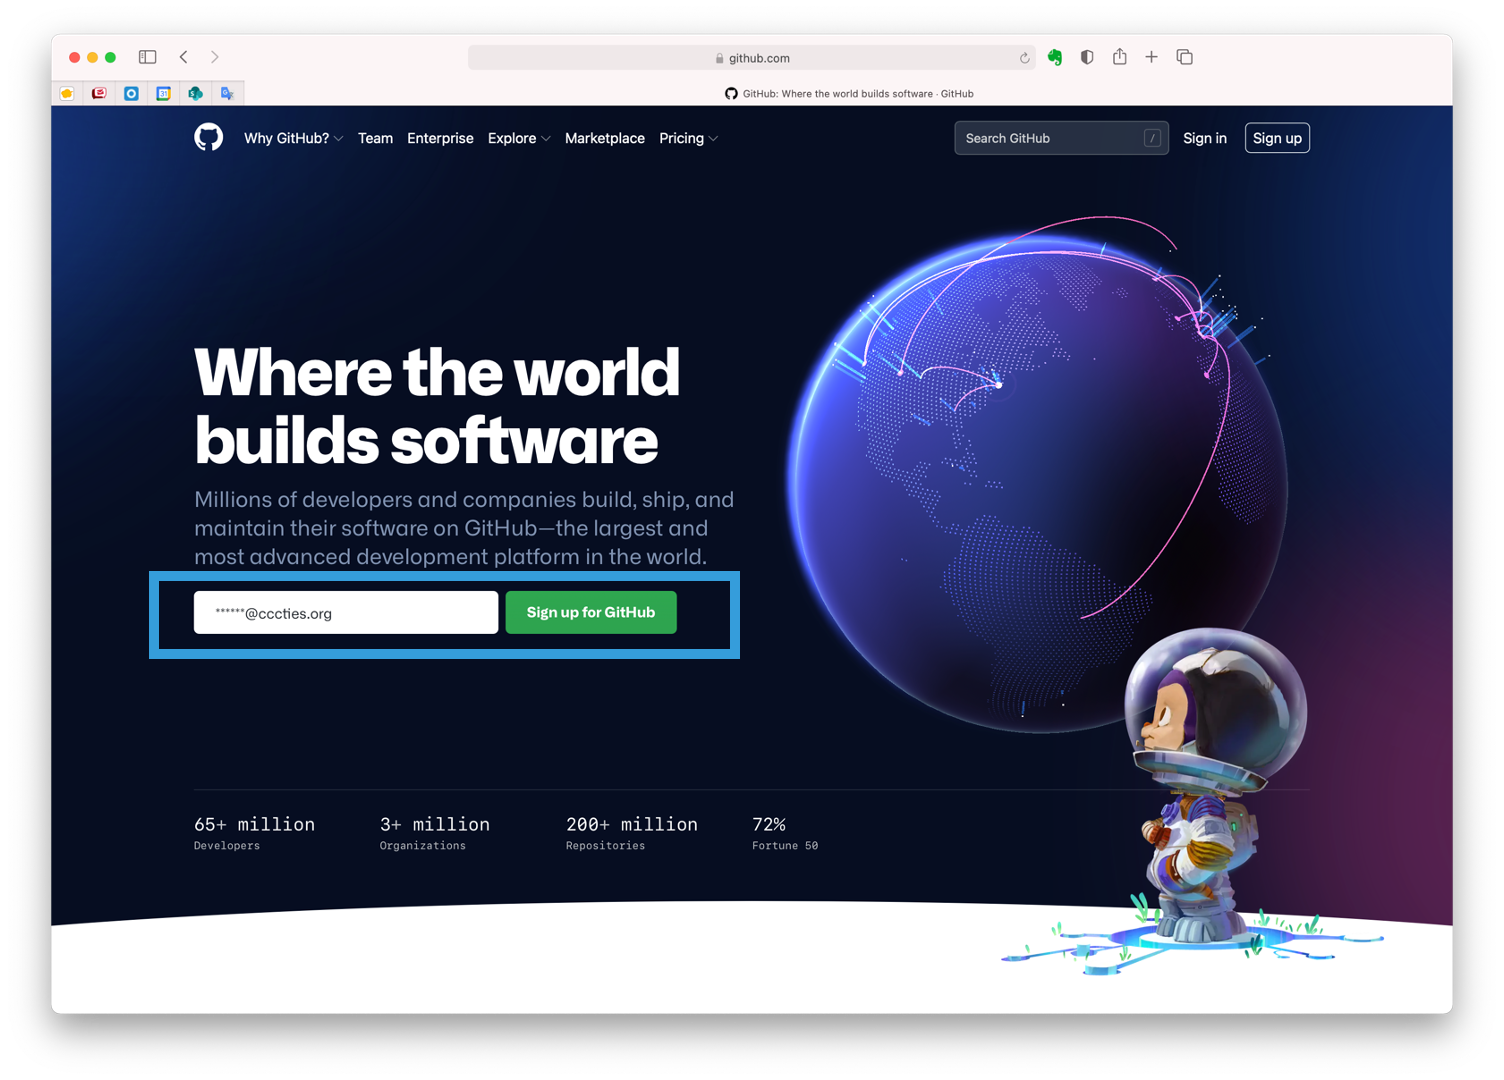 github.com
GitHub: Where the world builds software · GitHub
Why GitHub? Team Enterprise Explore Marketplace Pricing
Search GitHub /
Sign in
Sign up
Where the world
builds software
Millions of developers and companies build, ship, and
maintain their software on GitHub—the largest and
most advanced development platform in the world.
******@cccties.org
Sign up for GitHub
65+ million
Developers
3+ million
Organizations
200+ million
Repositories
72%
Fortune 50